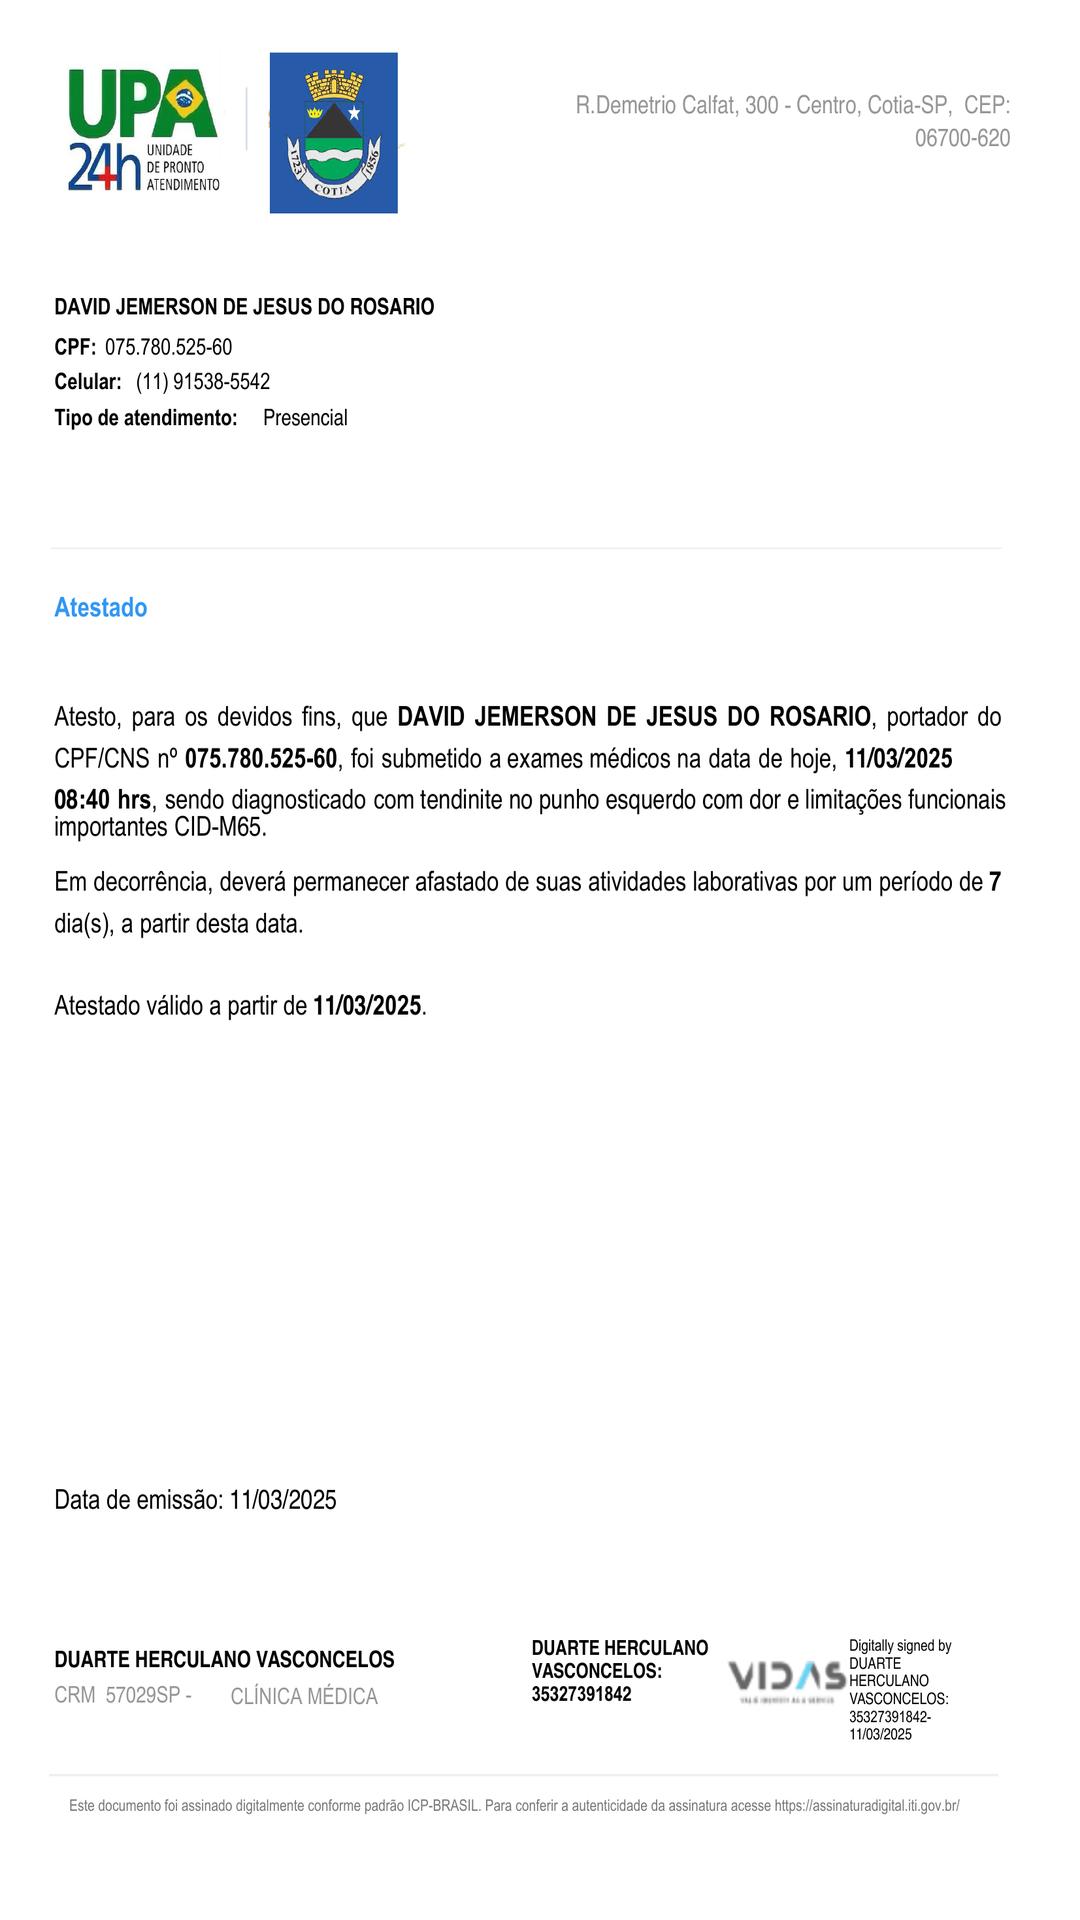 UPA
24h UNIDADE
DE PRONTO
ATENDIMENTO
1723 COTIA 1856
R.Demetrio Calfat, 300 - Centro, Cotia-SP, CEP:
06700-620
DAVID JEMERSON DE JESUS DO ROSARIO
CPF: 075.780.525-60
Celular: (11) 91538-5542
Tipo de atendimento: Presencial
Atestado
Atesto, para os devidos fins, que DAVID JEMERSON DE JESUS DO ROSARIO, portador do
CPF/CNS nº 075.780.525-60, foi submetido a exames médicos na data de hoje, 11/03/2025
08:40 hrs, sendo diagnosticado com tendinite no punho esquerdo com dor e limitações funcionais
importantes CID-M65.
Em decorrência, deverá permanecer afastado de suas atividades laborativas por um período de 7
dia(s), a partir desta data.
Atestado válido a partir de 11/03/2025.
Data de emissão: 11/03/2025
DUARTE HERCULANO VASCONCELOS
CRM 57029SP - CLÍNICA MÉDICA
DUARTE HERCULANO
VASCONCELOS:
35327391842
VIDAS
Digitally signed by
DUARTE
HERCULANO
VASCONCELOS:
35327391842-
11/03/2025
Este documento foi assinado digitalmente conforme padrão ICP-BRASIL. Para conferir a autenticidade da assinatura acesse https://assinaturadigital.iti.gov.br/